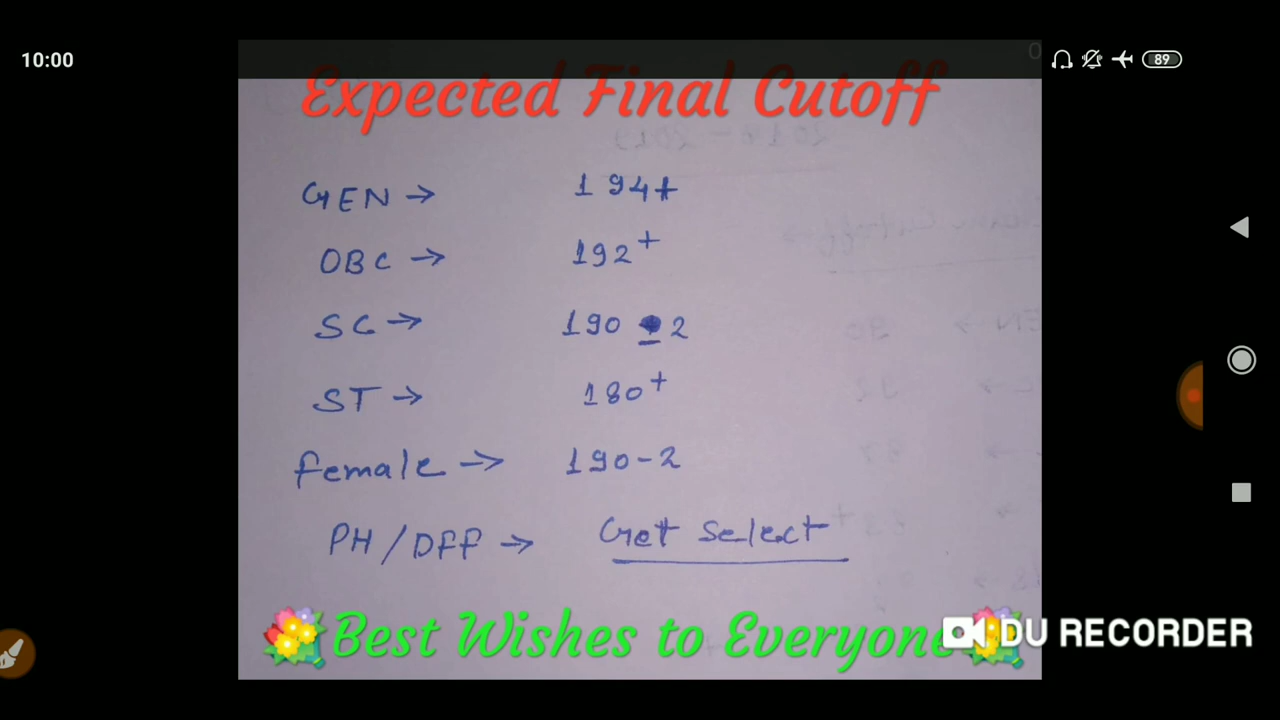 10:00
89
Expected Final Cutoff
GEN → 194+
OBC → 192+
SC → 190 - 2
ST → 180+
female → 190-2
PH/DFF → Get select
Best Wishes to Everyone
DU RECORDER